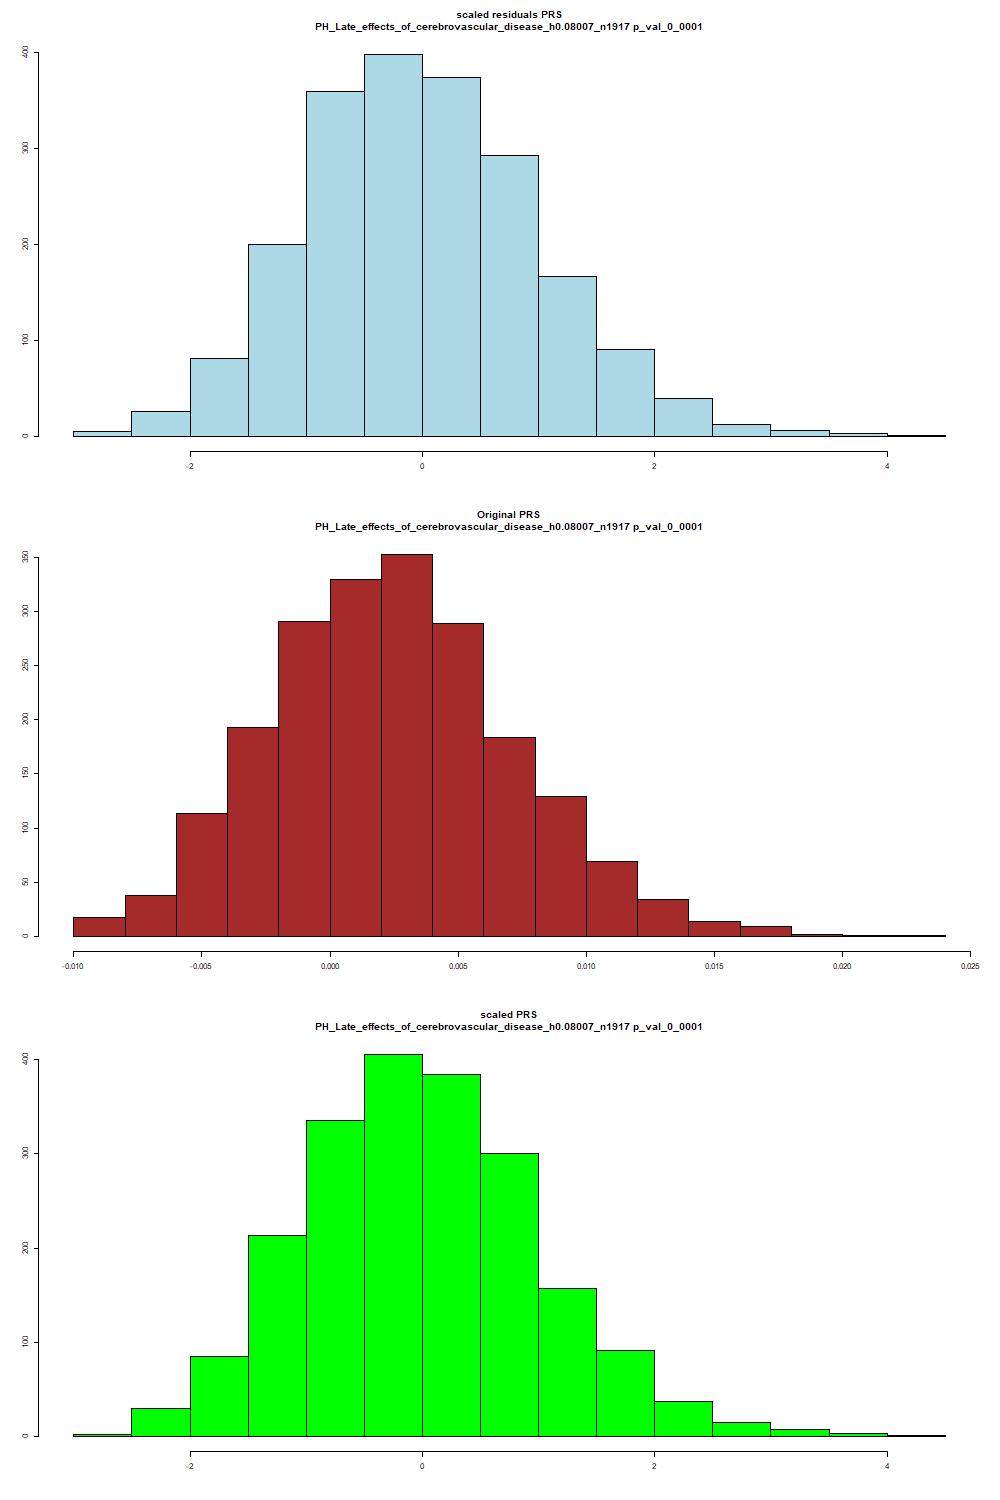 scaled residuals PRS
PH_Late_effects_of_cerebrovascular_disease_h0.08007_n1917 p_val_0_0001
400
300
200
100
0
-2 0 2 4
Original PRS
PH_Late_effects_of_cerebrovascular_disease_h0.08007_n1917 p_val_0_0001
350
300
250
200
150
100
50
0
-0.010 -0.005 0.000 0.005 0.010 0.015 0.020 0.025
scaled PRS
PH_Late_effects_of_cerebrovascular_disease_h0.08007_n1917 p_val_0_0001
400
300
200
100
0
-2 0 2 4